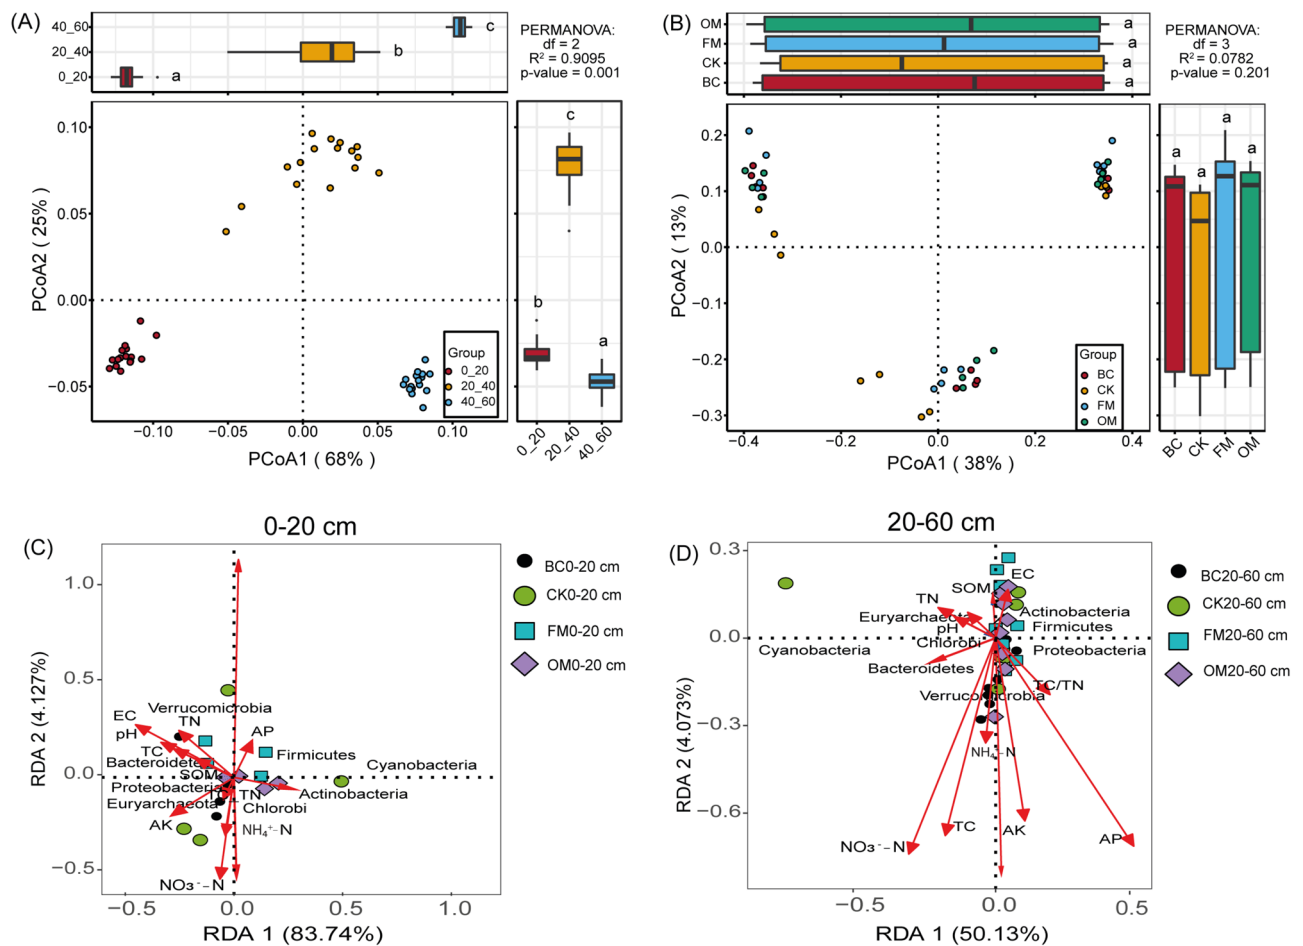 (A)
40_60
20_40
0_20
c
b
a
PERMANOVA:
df = 2
R² = 0.9095
p-value = 0.001
0.10
0.05
0.00
−0.05
PCoA2 ( 25% )
−0.10
−0.05
0.00
0.05
0.10
PCoA1 ( 68% )
Group
0_20
20_40
40_60
c
b
a
0_20
20_40
40_60
(B)
OM
FM
CK
BC
a
a
a
a
PERMANOVA:
df = 3
R² = 0.0782
p-value = 0.201
0.2
0.1
0.0
−0.1
−0.2
−0.3
PCoA2 ( 13% )
−0.4
−0.2
0.0
0.2
0.4
PCoA1 ( 38% )
Group
BC
CK
FM
OM
a
a
a
a
BC
CK
FM
OM
(C)
0-20 cm
1.0
0.5
0.0
−0.5
RDA 2 (4.127%)
−0.5
0.0
0.5
1.0
RDA 1 (83.74%)
Verrucomicrobia
EC
TN
pH
AP
TC
Firmicutes
Bacteroidetes
Cyanobacteria
SOM
Proteobacteria
TN
Actinobacteria
Euryarchaeota
Chlorobi
AK
NH₄⁺−N
NO₃⁻−N
BC0-20 cm
CK0-20 cm
FM0-20 cm
OM0-20 cm
(D)
20-60 cm
0.3
0.0
−0.3
−0.6
RDA 2 (4.073%)
−0.5
0.0
0.5
RDA 1 (50.13%)
EC
SOM
TN
Actinobacteria
Euryarchaeota
pH
Firmicutes
Chlorobi
Cyanobacteria
Proteobacteria
Bacteroidetes
TC/TN
Verrucomicrobia
NH₄⁺−N
TC
AK
AP
NO₃⁻−N
BC20-60 cm
CK20-60 cm
FM20-60 cm
OM20-60 cm